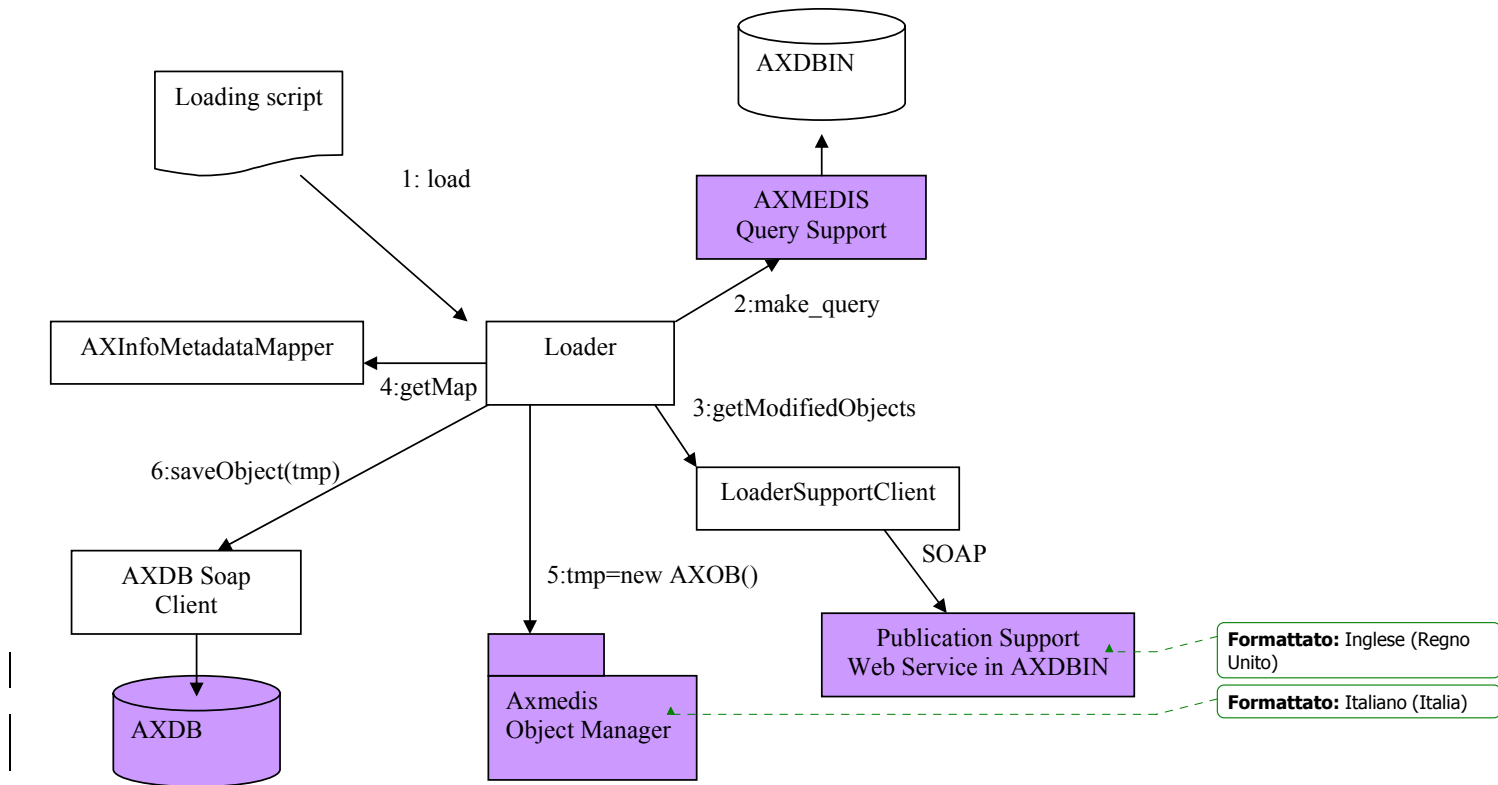 AXDBIN
Loading script
1: load
AXMEDIS
Query Support
2:make_query
AXInfoMetadataMapper
Loader
4:getMap
3:getModifiedObjects
6:saveObject(tmp)
LoaderSupportClient
SOAP
AXDB Soap
Client
5:tmp=new AXOB()
Publication Support
Web Service in AXDBIN
Formattato: Inglese (Regno
Unito)
Axmedis
Object Manager
Formattato: Italiano (Italia)
AXDB